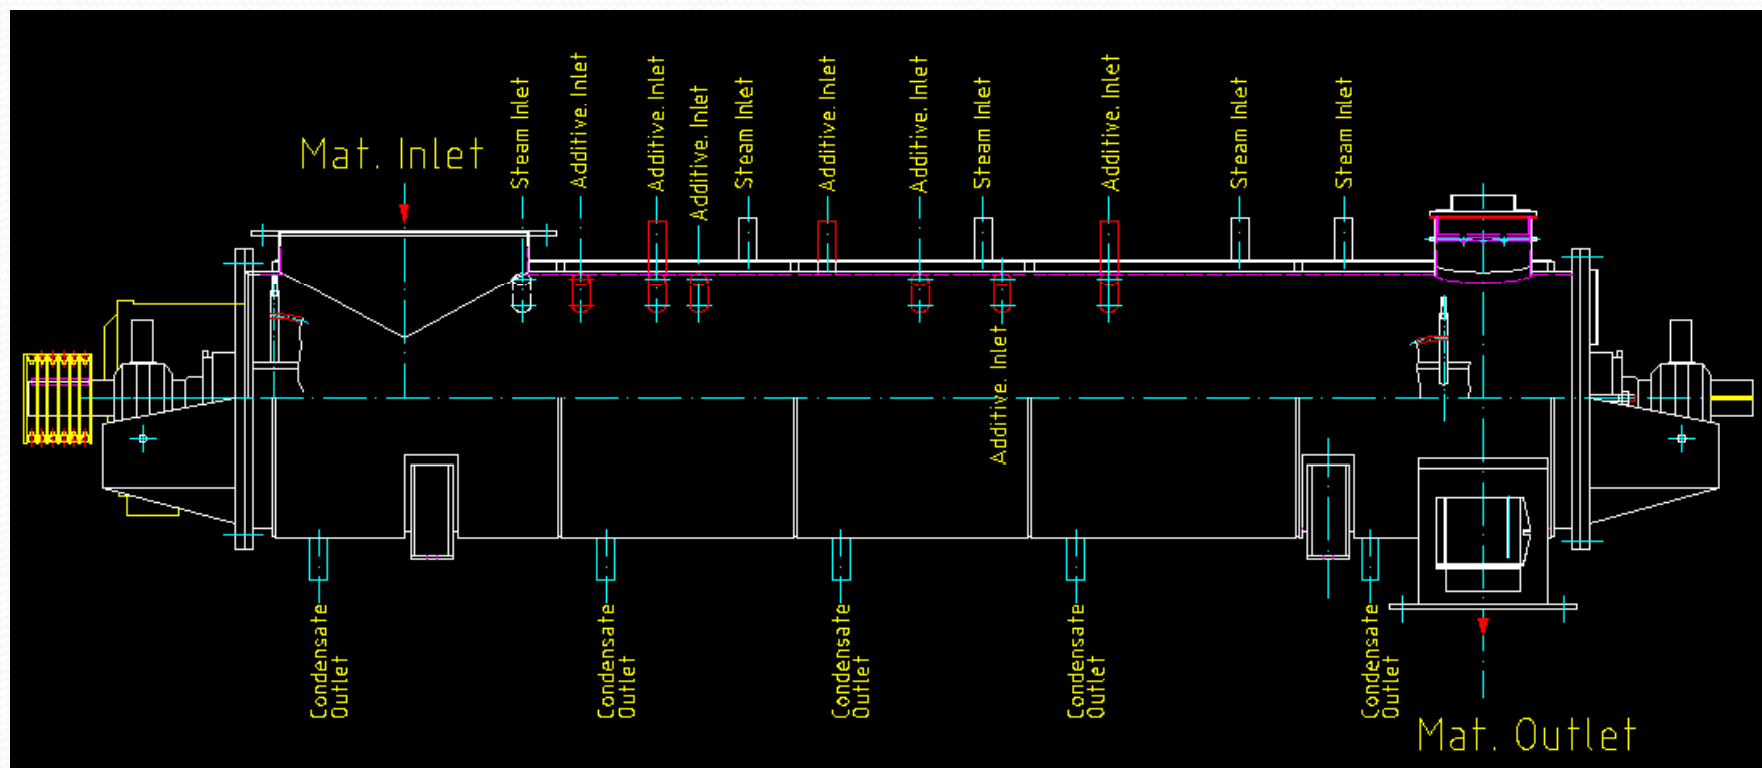 Mat. Inlet
Steam Inlet
Additive. Inlet
Additive. Inlet
Additive. Inlet
Steam Inlet
Additive. Inlet
Additive. Inlet
Steam Inlet
Additive. Inlet
Steam Inlet
Steam Inlet
Additive. Inlet
Condensate
Outlet
Condensate
Outlet
Condensate
Outlet
Condensate
Outlet
Condensate
Outlet
Mat. Outlet